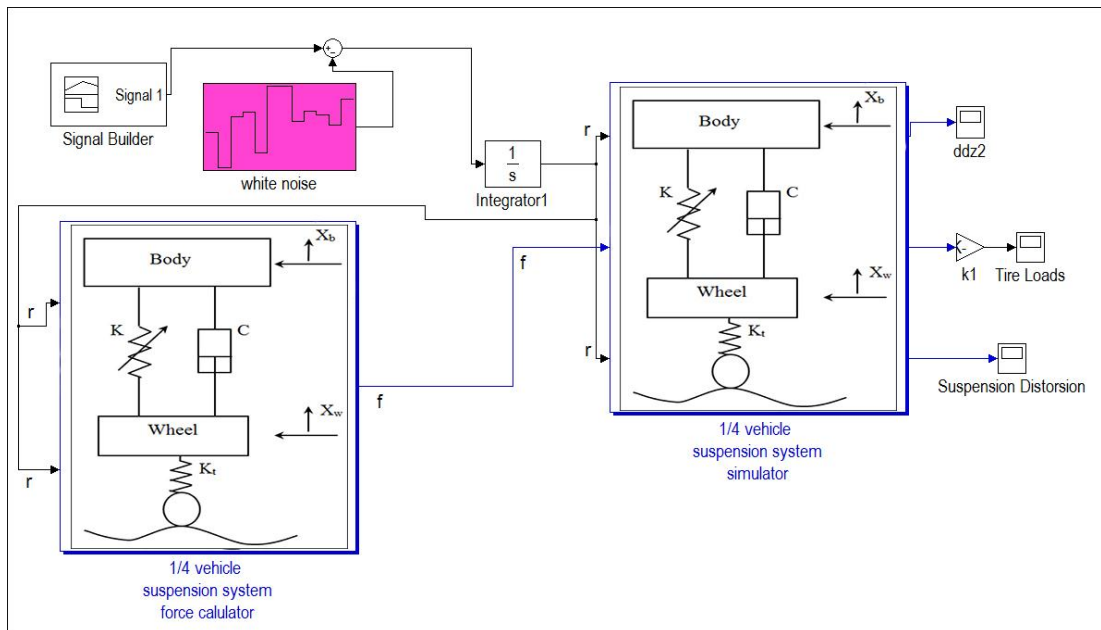 Signal 1
Signal Builder
+-
white noise
1
s
Integrator1
r
f
r
Body
Xb
K
C
Wheel
Xw
Kt
1/4 vehicle
suspension system
simulator
ddz2
-K-
k1
Tire Loads
Suspension Distorsion
r
r
Body
Xb
K
C
Wheel
Xw
Kt
f
1/4 vehicle
suspension system
force calulator